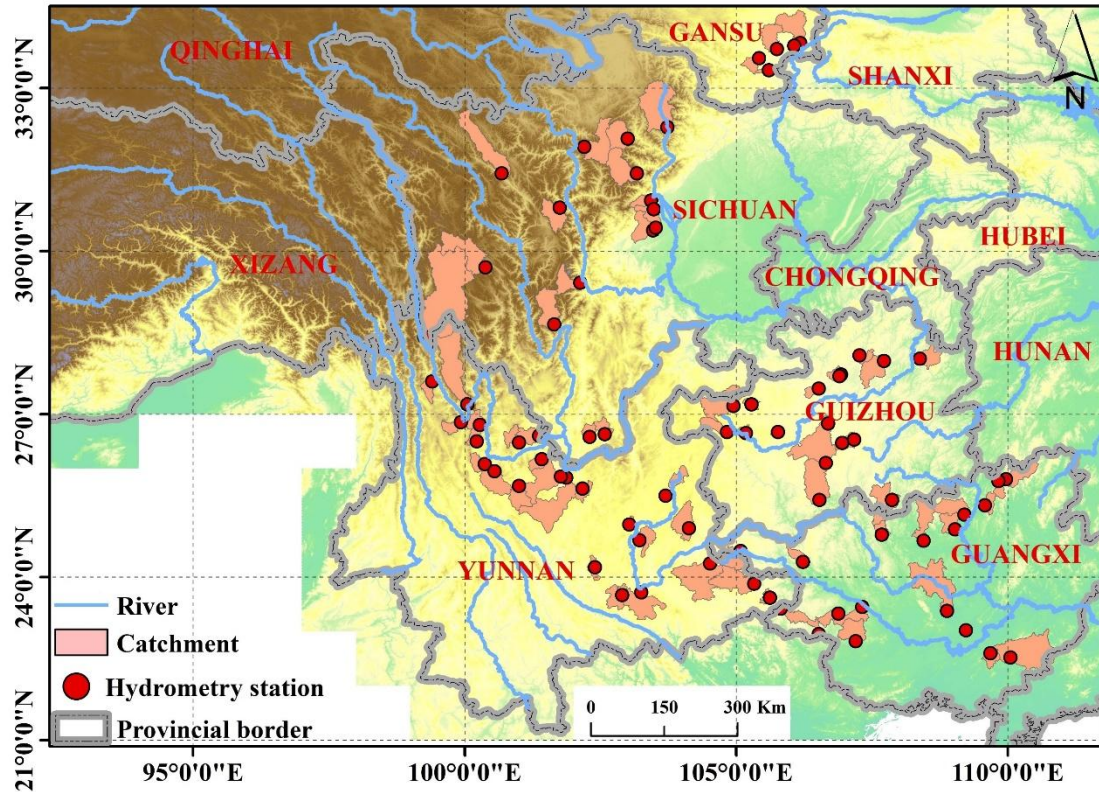 GANSU
QINGHAI
SHANXI
N
33°0'0"N
SICHUAN
30°0'0"N
XIZANG
HUBEI
CHONGQING
HUNAN
27°0'0"N
GUIZHOU
GUANGXI
YUNNAN
24°0'0"N
River
Catchment
Hydrometry station
Provincial border
0 150 300 Km
21°0'0"N
95°0'0"E 100°0'0"E 105°0'0"E 110°0'0"E